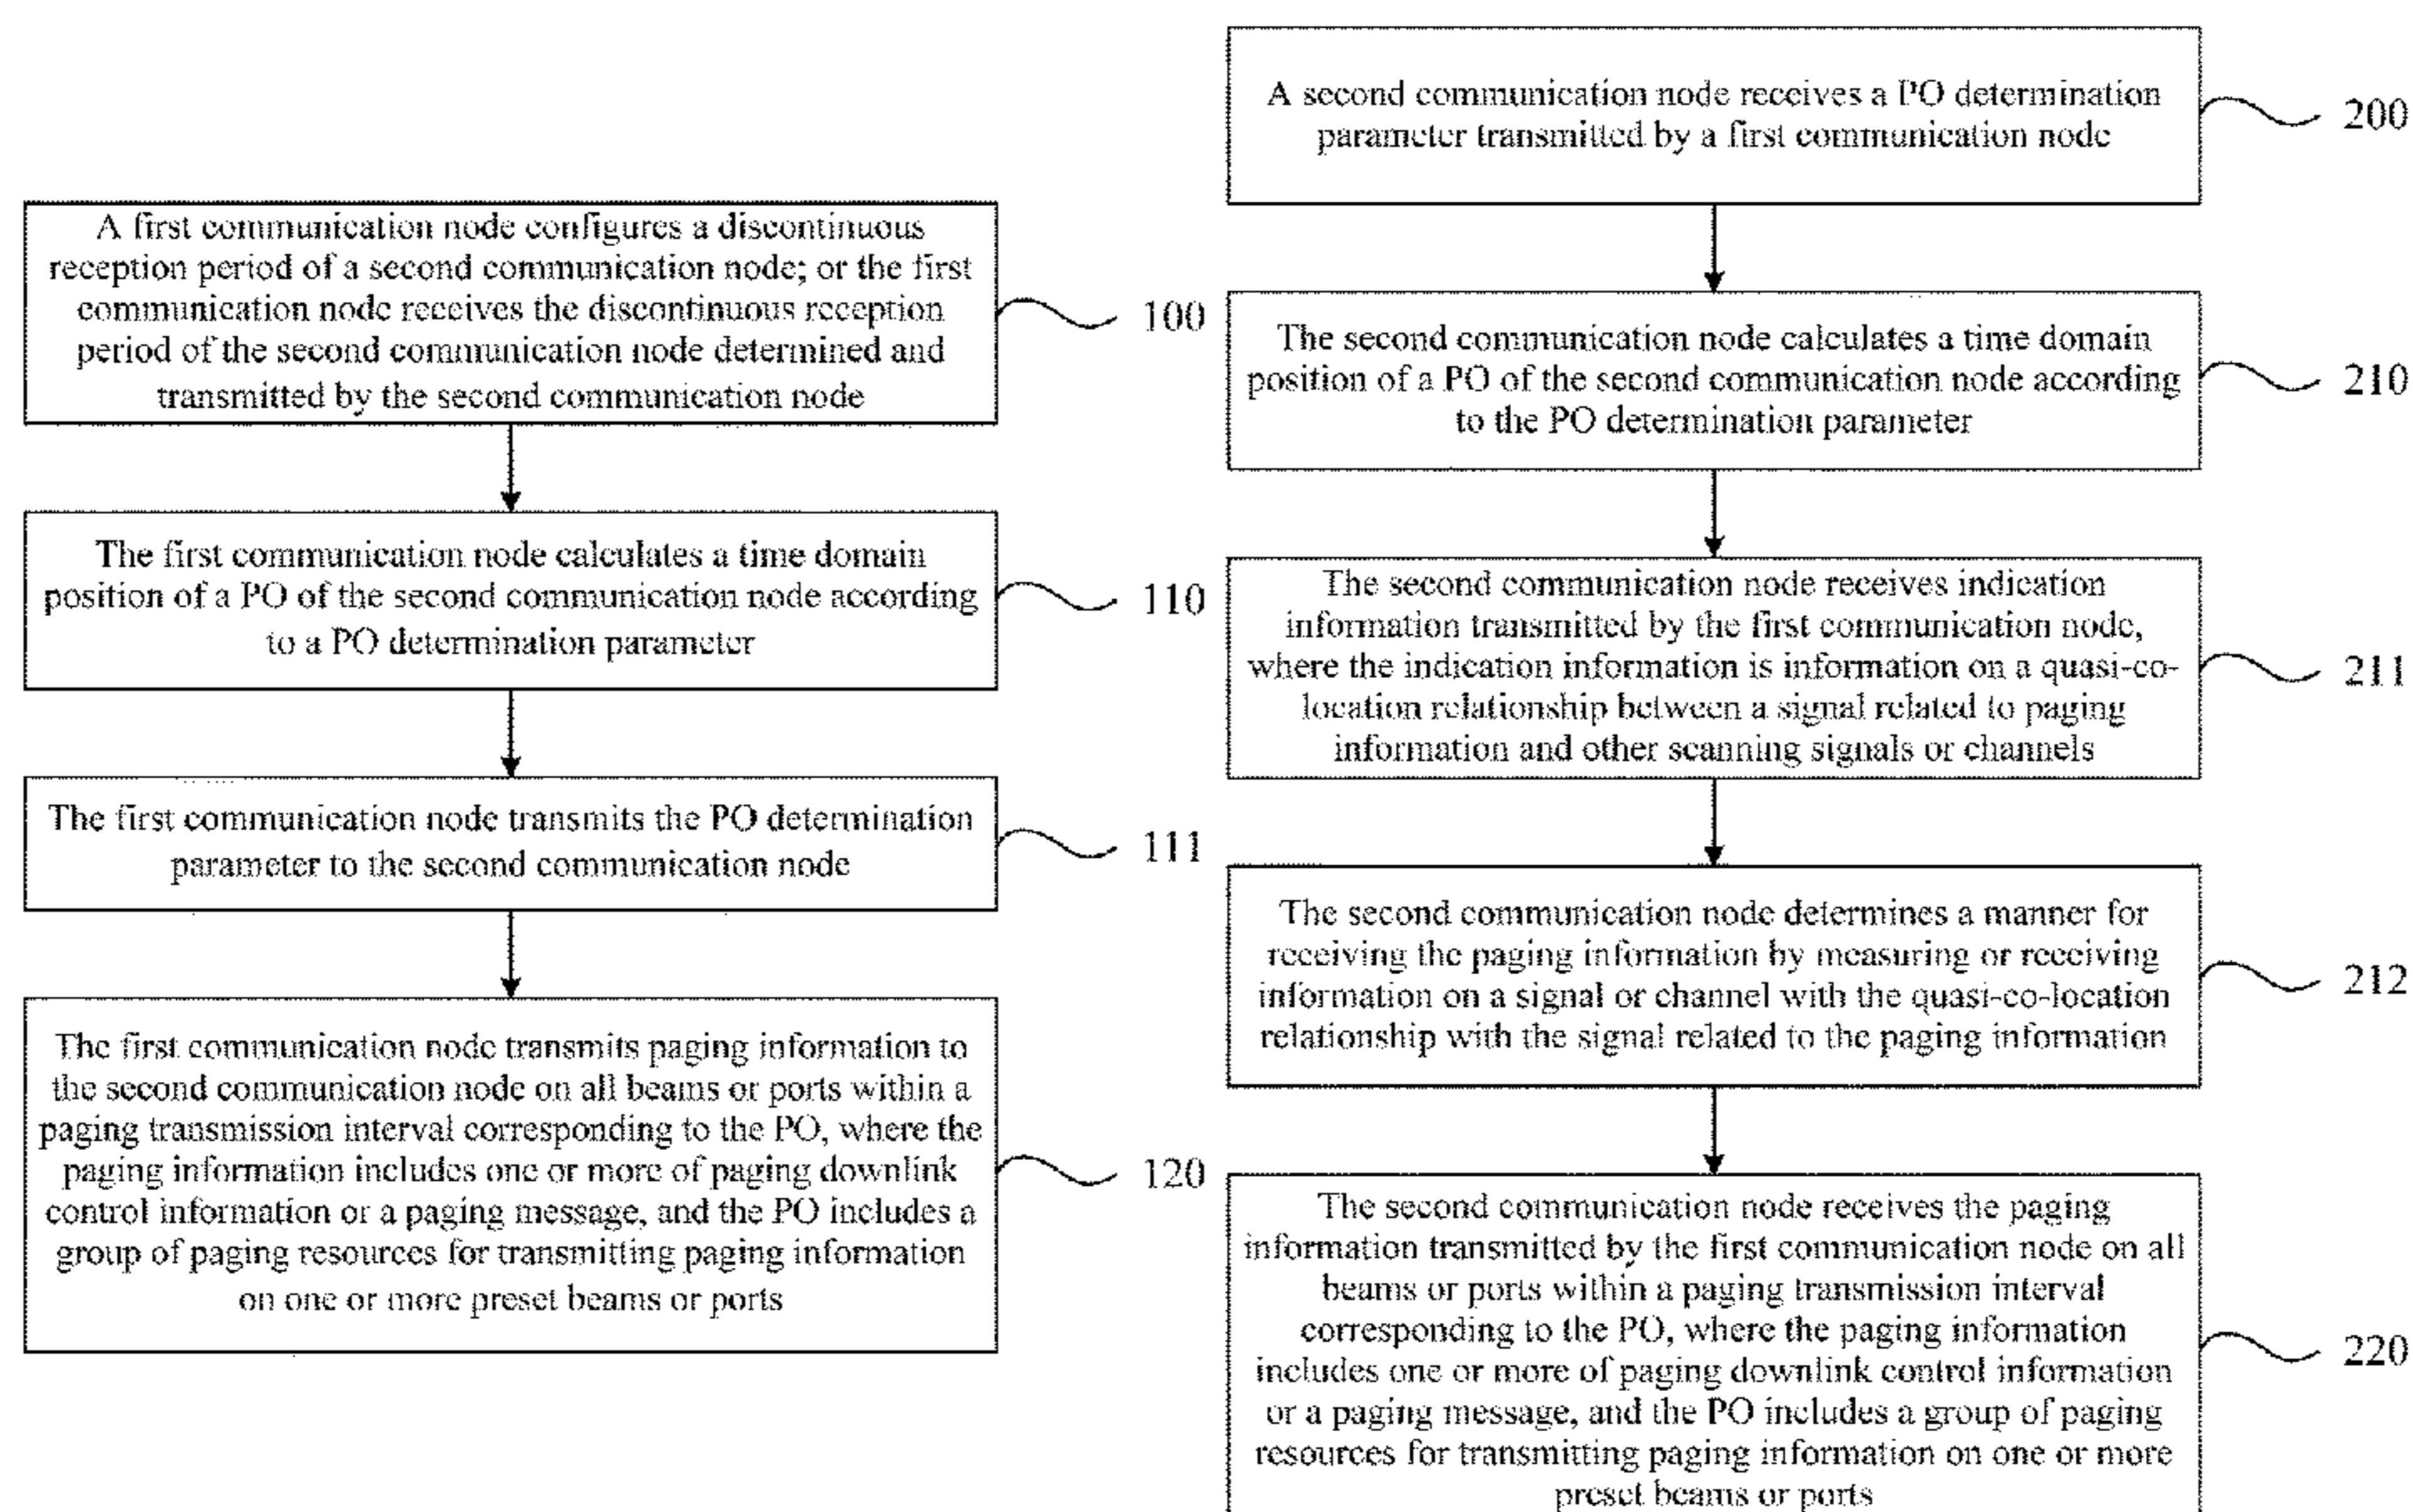 A first communication node configures a discontinuous
reception period of a second communication node; or the first
communication node receives the discontinuous reception
period of the second communication node determined and
transmitted by the second communication node
100
The first communication node calculates a time domain
position of a PO of the second communication node according
to a PO determination parameter
110
The first communication node transmits the PO determination
parameter to the second communication node
111
The first communication node transmits paging information to
the second communication node on all beams or ports within a
paging transmission interval corresponding to the PO, where the
paging information includes one or more of paging downlink
control information or a paging message, and the PO includes a
group of paging resources for transmitting paging information
on one or more preset beams or ports
120
A second communication node receives a PO determination
parameter transmitted by a first communication node
200
The second communication node calculates a time domain
position of a PO of the second communication node according
to the PO determination parameter
210
The second communication node receives indication
information transmitted by the first communication node,
where the indication information is information on a quasi-co-
location relationship between a signal related to paging
information and other scanning signals or channels
211
The second communication node determines a manner for
receiving the paging information by measuring or receiving
information on a signal or channel with the quasi-co-location
relationship with the signal related to the paging information
212
The second communication node receives the paging
information transmitted by the first communication node on all
beams or ports within a paging transmission interval
corresponding to the PO, where the paging information
includes one or more of paging downlink control information
or a paging message, and the PO includes a group of paging
resources for transmitting paging information on one or more
preset beams or ports
220